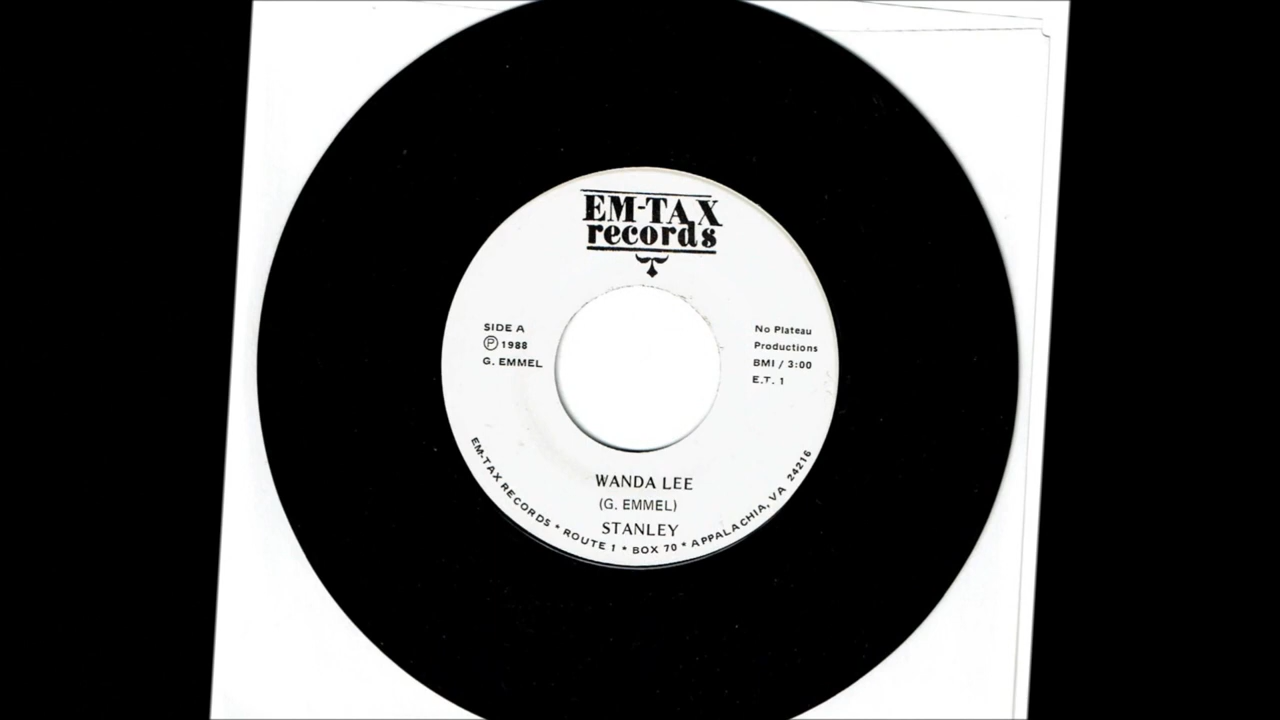 EM-TAX
records
SIDE A
Ⓟ 1988
G. EMMEL
No Plateau
Productions
BMI / 3:00
E.T. 1
WANDA LEE
(G. EMMEL)
STANLEY
EM-TAX RECORDS * ROUTE 1 * BOX 70 * APPALACHIA, VA 24216